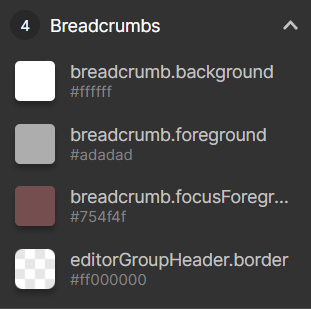 4 Breadcrumbs
breadcrumb.background
#ffffff
breadcrumb.foreground
#adadad
breadcrumb.focusForegr...
#754f4f
editorGroupHeader.border
#ff000000